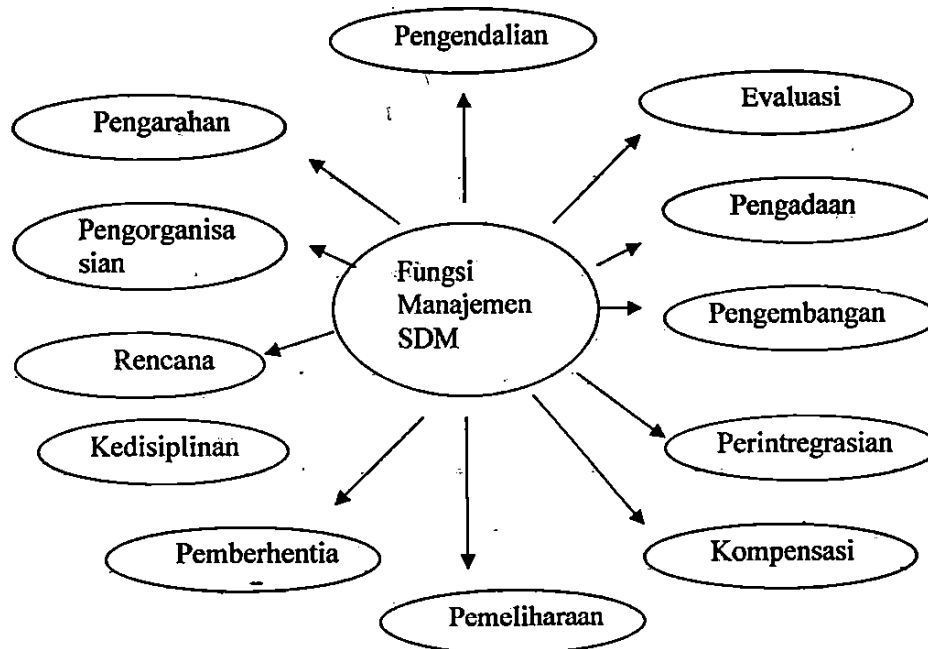 Pengendalian
Evaluasi
Pengarahan
Pengadaan
Pengorganisa
sian
Fungsi
Manajemen
SDM
Pengembangan
Rencana
Kedisiplinan
Perintregrasian
Pemberhentia
Kompensasi
Pemeliharaan